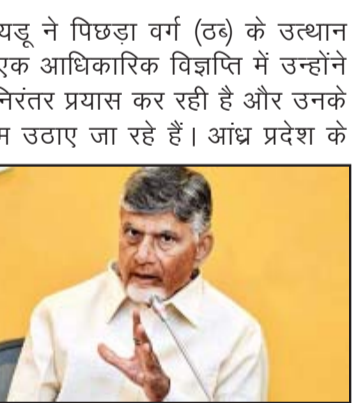 यडू ने पिछड़ा वर्ग (ठब) के उत्थान
एक आधिकारिक विज्ञप्ति में उन्होंने
निरंतर प्रयास कर रही है और उनके
म उठाए जा रहे हैं। आंध्र प्रदेश के